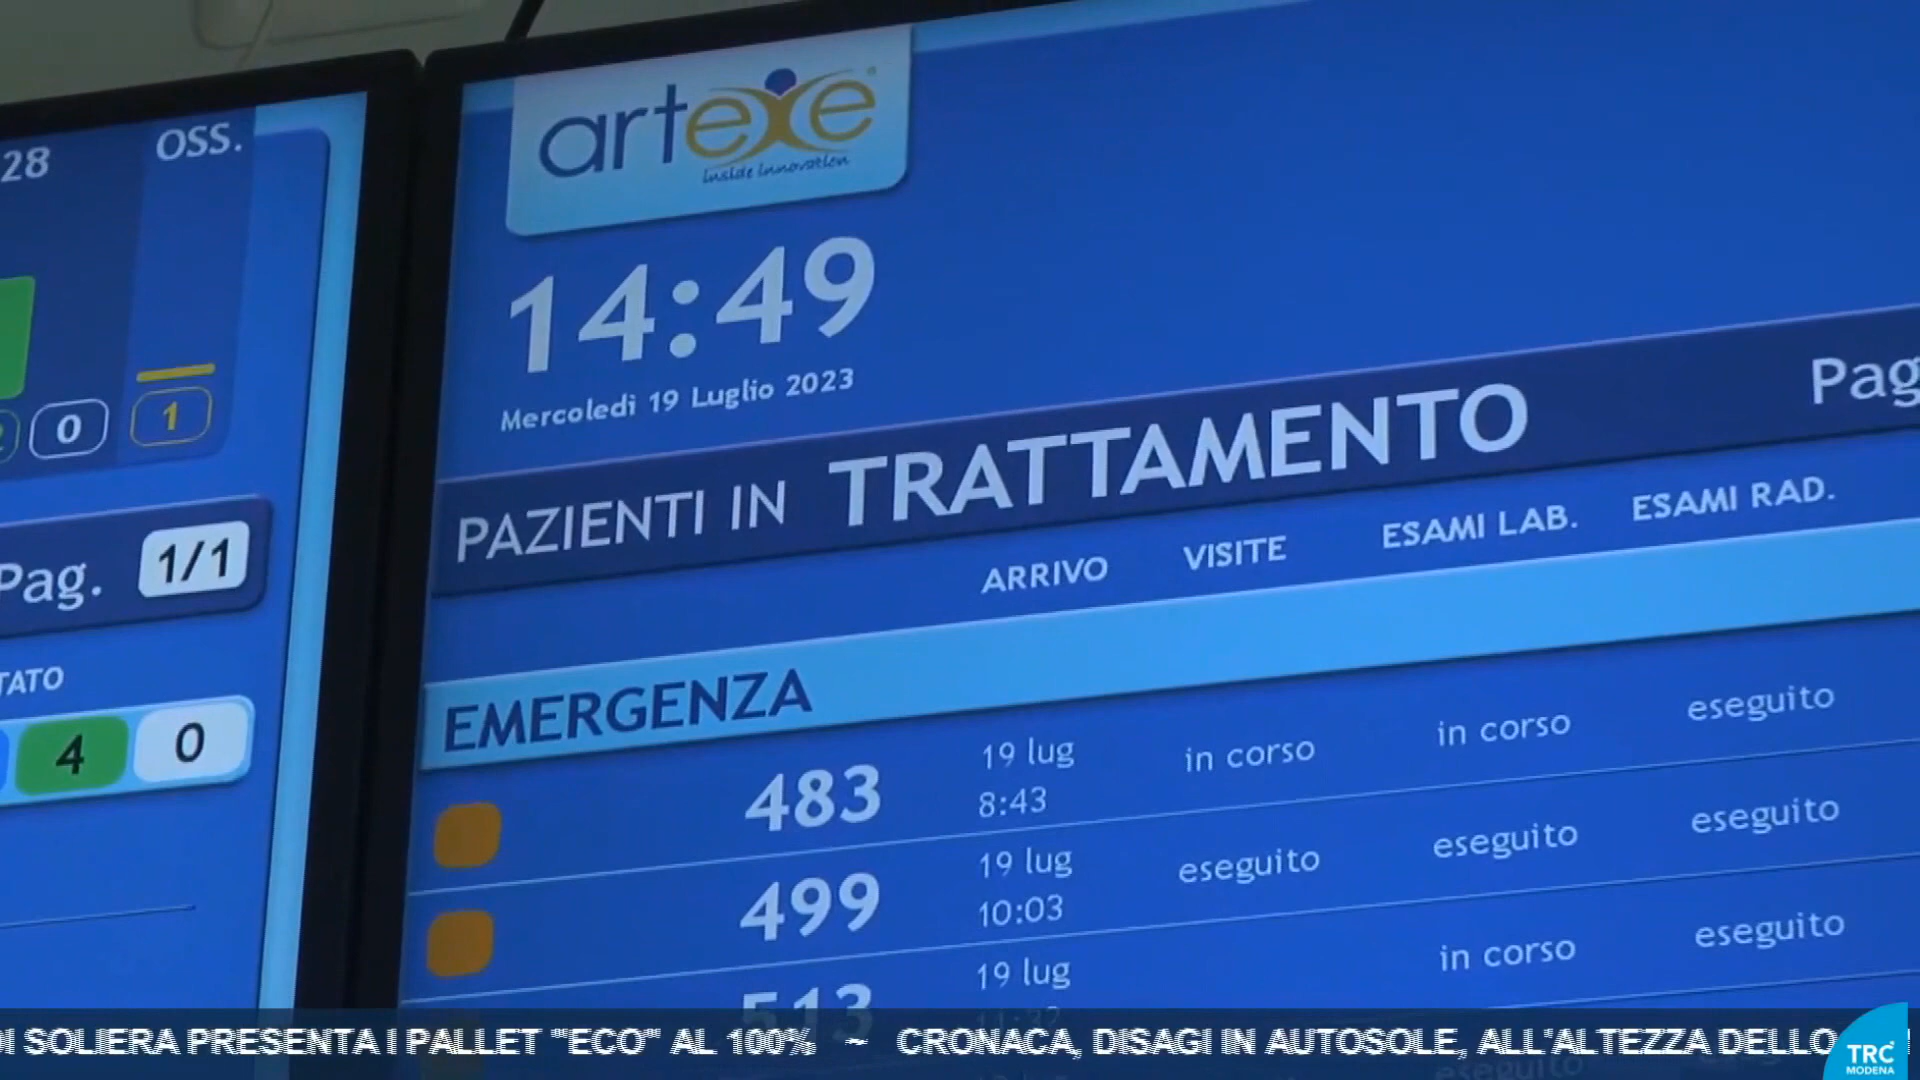 28
OSS.
0
1
Pag.
1/1
TATO
4
0
artexe
Inside Innovation
14:49
Mercoledì 19 Luglio 2023
PAZIENTI IN TRATTAMENTO
Pag
ARRIVO VISITE ESAMI LAB. ESAMI RAD.
EMERGENZA
483 19 lug 8:43 in corso in corso eseguito
499 19 lug 10:03 eseguito eseguito eseguito
513 19 lug in corso eseguito
DI SOLIERA PRESENTA I PALLET "ECO" AL 100% ~ CRONACA, DISAGI IN AUTOSOLE, ALL'ALTEZZA DELLO
TRC
MODENA